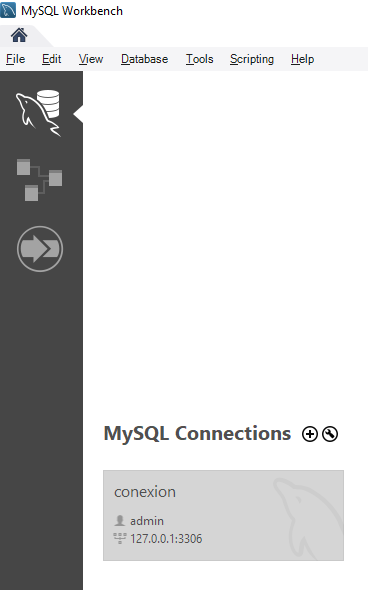 MySQL Workbench
File Edit View Database Tools Scripting Help
MySQL Connections
conexion
admin
127.0.0.1:3306